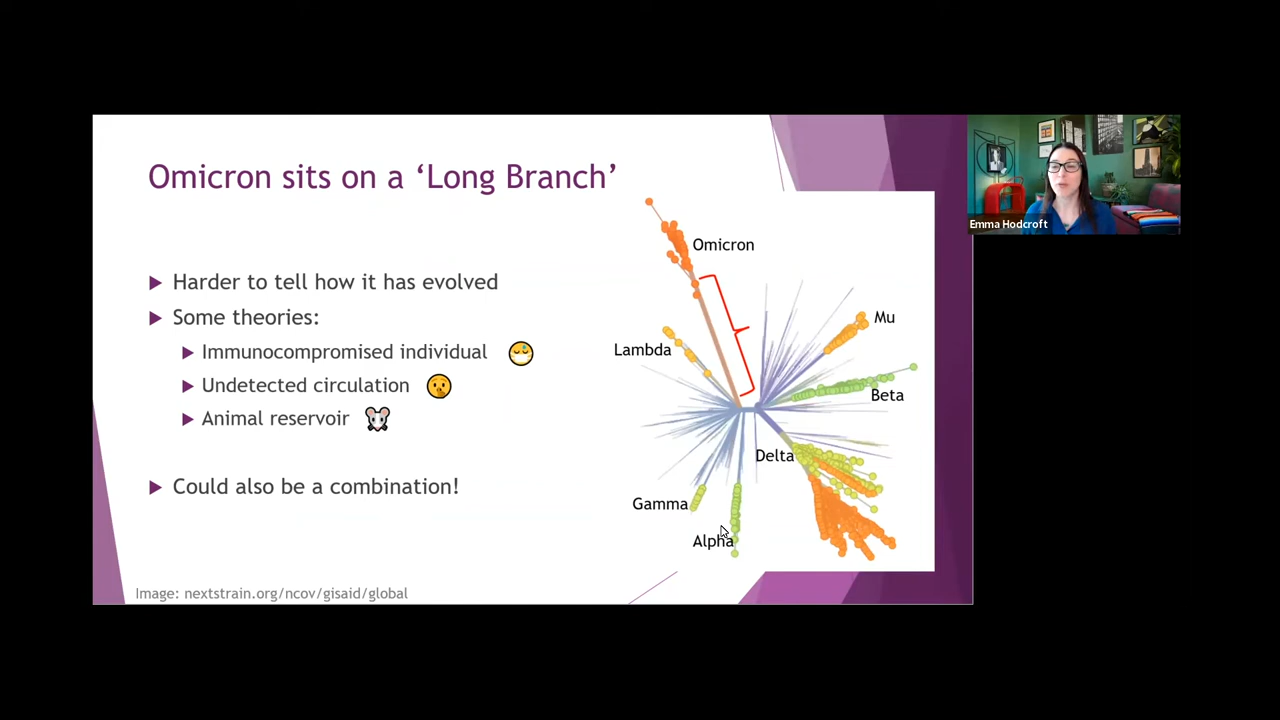 Omicron sits on a ‘Long Branch’
Harder to tell how it has evolved
Some theories:
Immunocompromised individual
Undetected circulation
Animal reservoir
Could also be a combination!
Image: nextstrain.org/ncov/gisaid/global
Omicron
Mu
Lambda
Beta
Delta
Gamma
Alpha
Emma Hodcroft